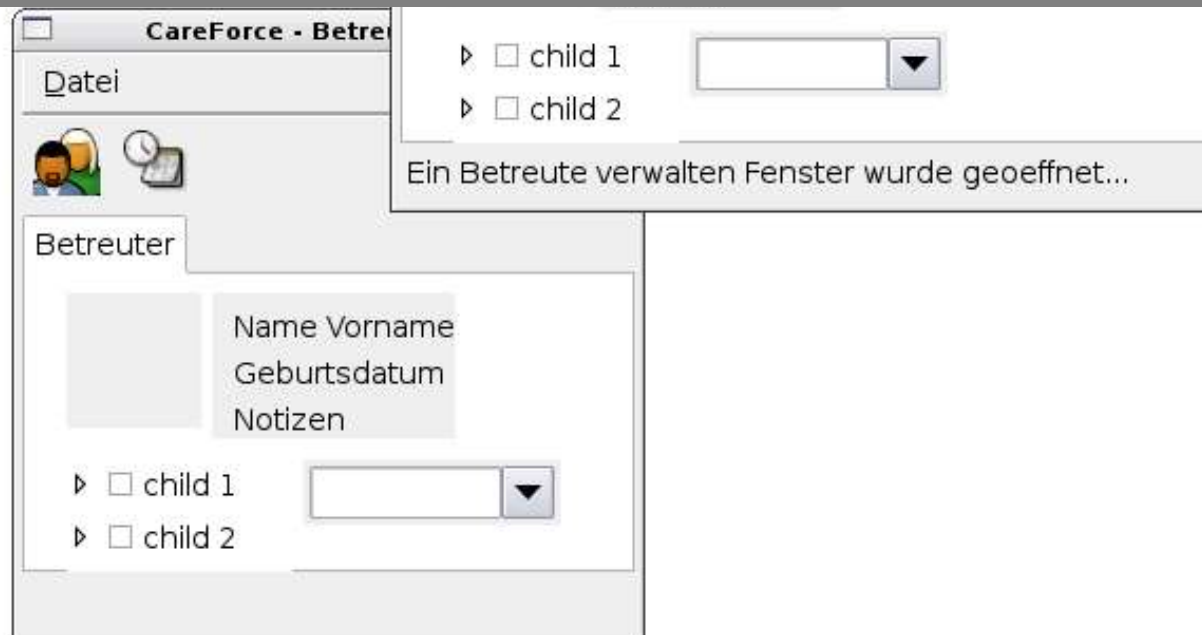 CareForce - Betre
Datei
child 1
child 2
Ein Betreute verwalten Fenster wurde geoeffnet...
Betreuter
Name Vorname
Geburtsdatum
Notizen
child 1
child 2